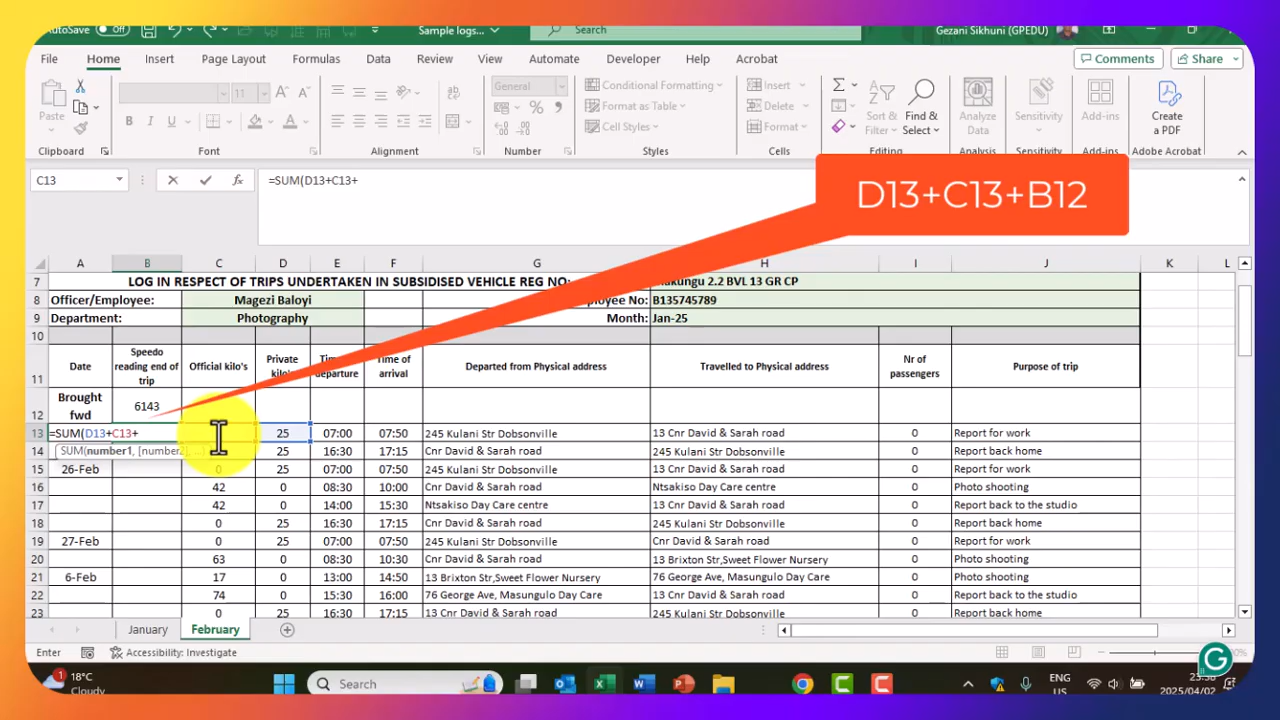 AutoSave Off
Sample logs...
Search
Gezani Sikhuni (GPEDU)
File Home Insert Page Layout Formulas Data Review View Automate Developer Help Acrobat
Comments Share
Paste
11
B I U
General
Conditional Formatting
Format as Table
Cell Styles
Insert
Delete
Format
Sort & Filter
Find & Select
Analyze Data
Sensitivity
Add-ins
Create a PDF
Clipboard Font Alignment Number Styles Cells Editing Analysis Sensitivity Add-ins Adobe Acrobat
C13 fx =SUM(D13+C13+
D13+C13+B12
A B C D E F G H I J K L
7 LOG IN RESPECT OF TRIPS UNDERTAKEN IN SUBSIDISED VEHICLE REG NO: 2.2 BVL 13 GR CP
8 Officer/Employee: Magezi Baloyi No: B135745789
9 Department: Photography Month: Jan-25
10
11 Date Speedo reading end of trip Official kilo's Private departure of arrival Departed from Physical address Travelled to Physical address Nr of passengers Purpose of trip
12 Brought fwd 6143
13 =SUM(D13+C13+ 25 07:00 07:50 245 Kulani Str Dobsonville 13 Cnr David & Sarah road 0 Report for work
SUM(number1, [number2], ...)
14 25 16:30 17:15 Cnr David & Sarah road 245 Kulani Str Dobsonville 0 Report back home
15 26-Feb 0 25 07:00 07:50 245 Kulani Str Dobsonville 13 Cnr David & Sarah road 0 Report for work
16 42 0 08:30 10:00 Cnr David & Sarah road Ntsakiso Day Care centre 0 Photo shooting
17 42 0 14:00 15:30 Ntsakiso Day Care centre 13 Cnr David & Sarah road 0 Report back to the studio
18 0 25 16:30 17:15 Cnr David & Sarah road 245 Kulani Str Dobsonville 0 Report back home
19 27-Feb 0 25 07:00 07:50 245 Kulani Str Dobsonville Cnr David & Sarah road 0 Report for work
20 63 0 08:30 10:30 Cnr David & Sarah road 13 Brixton Str,Sweet Flower Nursery 0 Photo shooting
21 6-Feb 17 0 13:00 14:50 13 Brixton Str,Sweet Flower Nursery 76 George Ave, Masungulo Day Care 0 Photo shooting
22 74 0 15:30 16:00 76 George Ave, Masungulo Day Care 13 Cnr David & Sarah road 0 Report back to the studio
23 0 25 16:30 17:15 13 Cnr David & Sarah road 245 Kulani Str Dobsonville 0 Report back home
January February
Enter Accessibility: Investigate
1 18°C
Cloudy
Search
ENG
US
2025/04/02